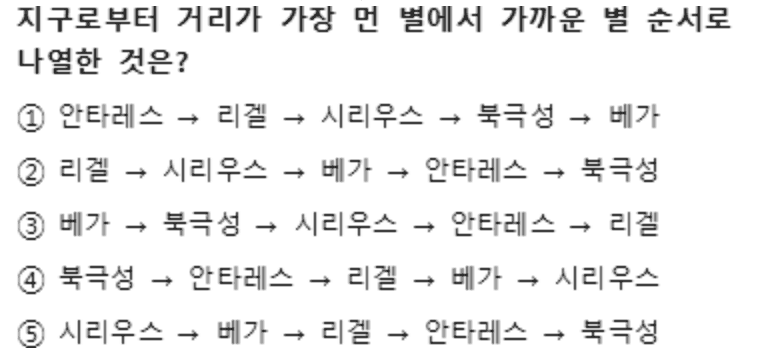 지구로부터 거리가 가장 먼 별에서 가까운 별 순서로
나열한 것은?
① 안타레스 → 리겔 → 시리우스 → 북극성 → 베가
② 리겔 → 시리우스 → 베가 → 안타레스 → 북극성
③ 베가 → 북극성 → 시리우스 → 안타레스 → 리겔
④ 북극성 → 안타레스 → 리겔 → 베가 → 시리우스
⑤ 시리우스 → 베가 → 리겔 → 안타레스 → 북극성